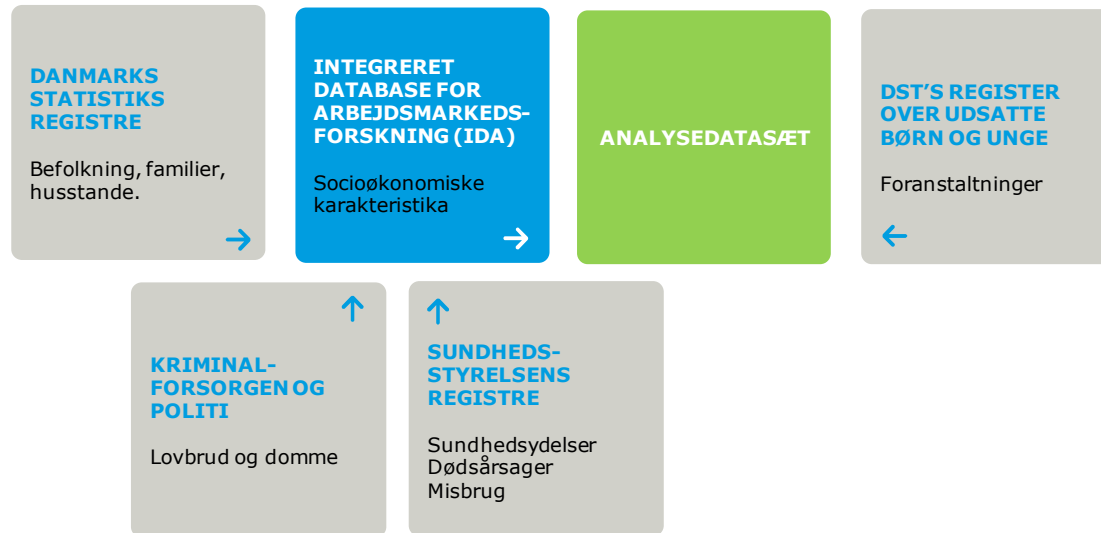 DANMARKS
STATISTIKS
REGISTRE
Befolkning, familier,
husstande.
INTEGRERET
DATABASE FOR
ARBEJDSMARKEDS-
FORSKNING (IDA)
Socioøkonomiske
karakteristika
ANALYSEDATASÆT
DST'S REGISTER
OVER UDSATTE
BØRN OG UNGE
Foranstaltninger
KRIMINAL-
FORSORGEN OG
POLITI
Lovbrud og domme
SUNDHEDS-
STYRELSENS
REGISTRE
Sundhedsydelser
Dødsårsager
Misbrug